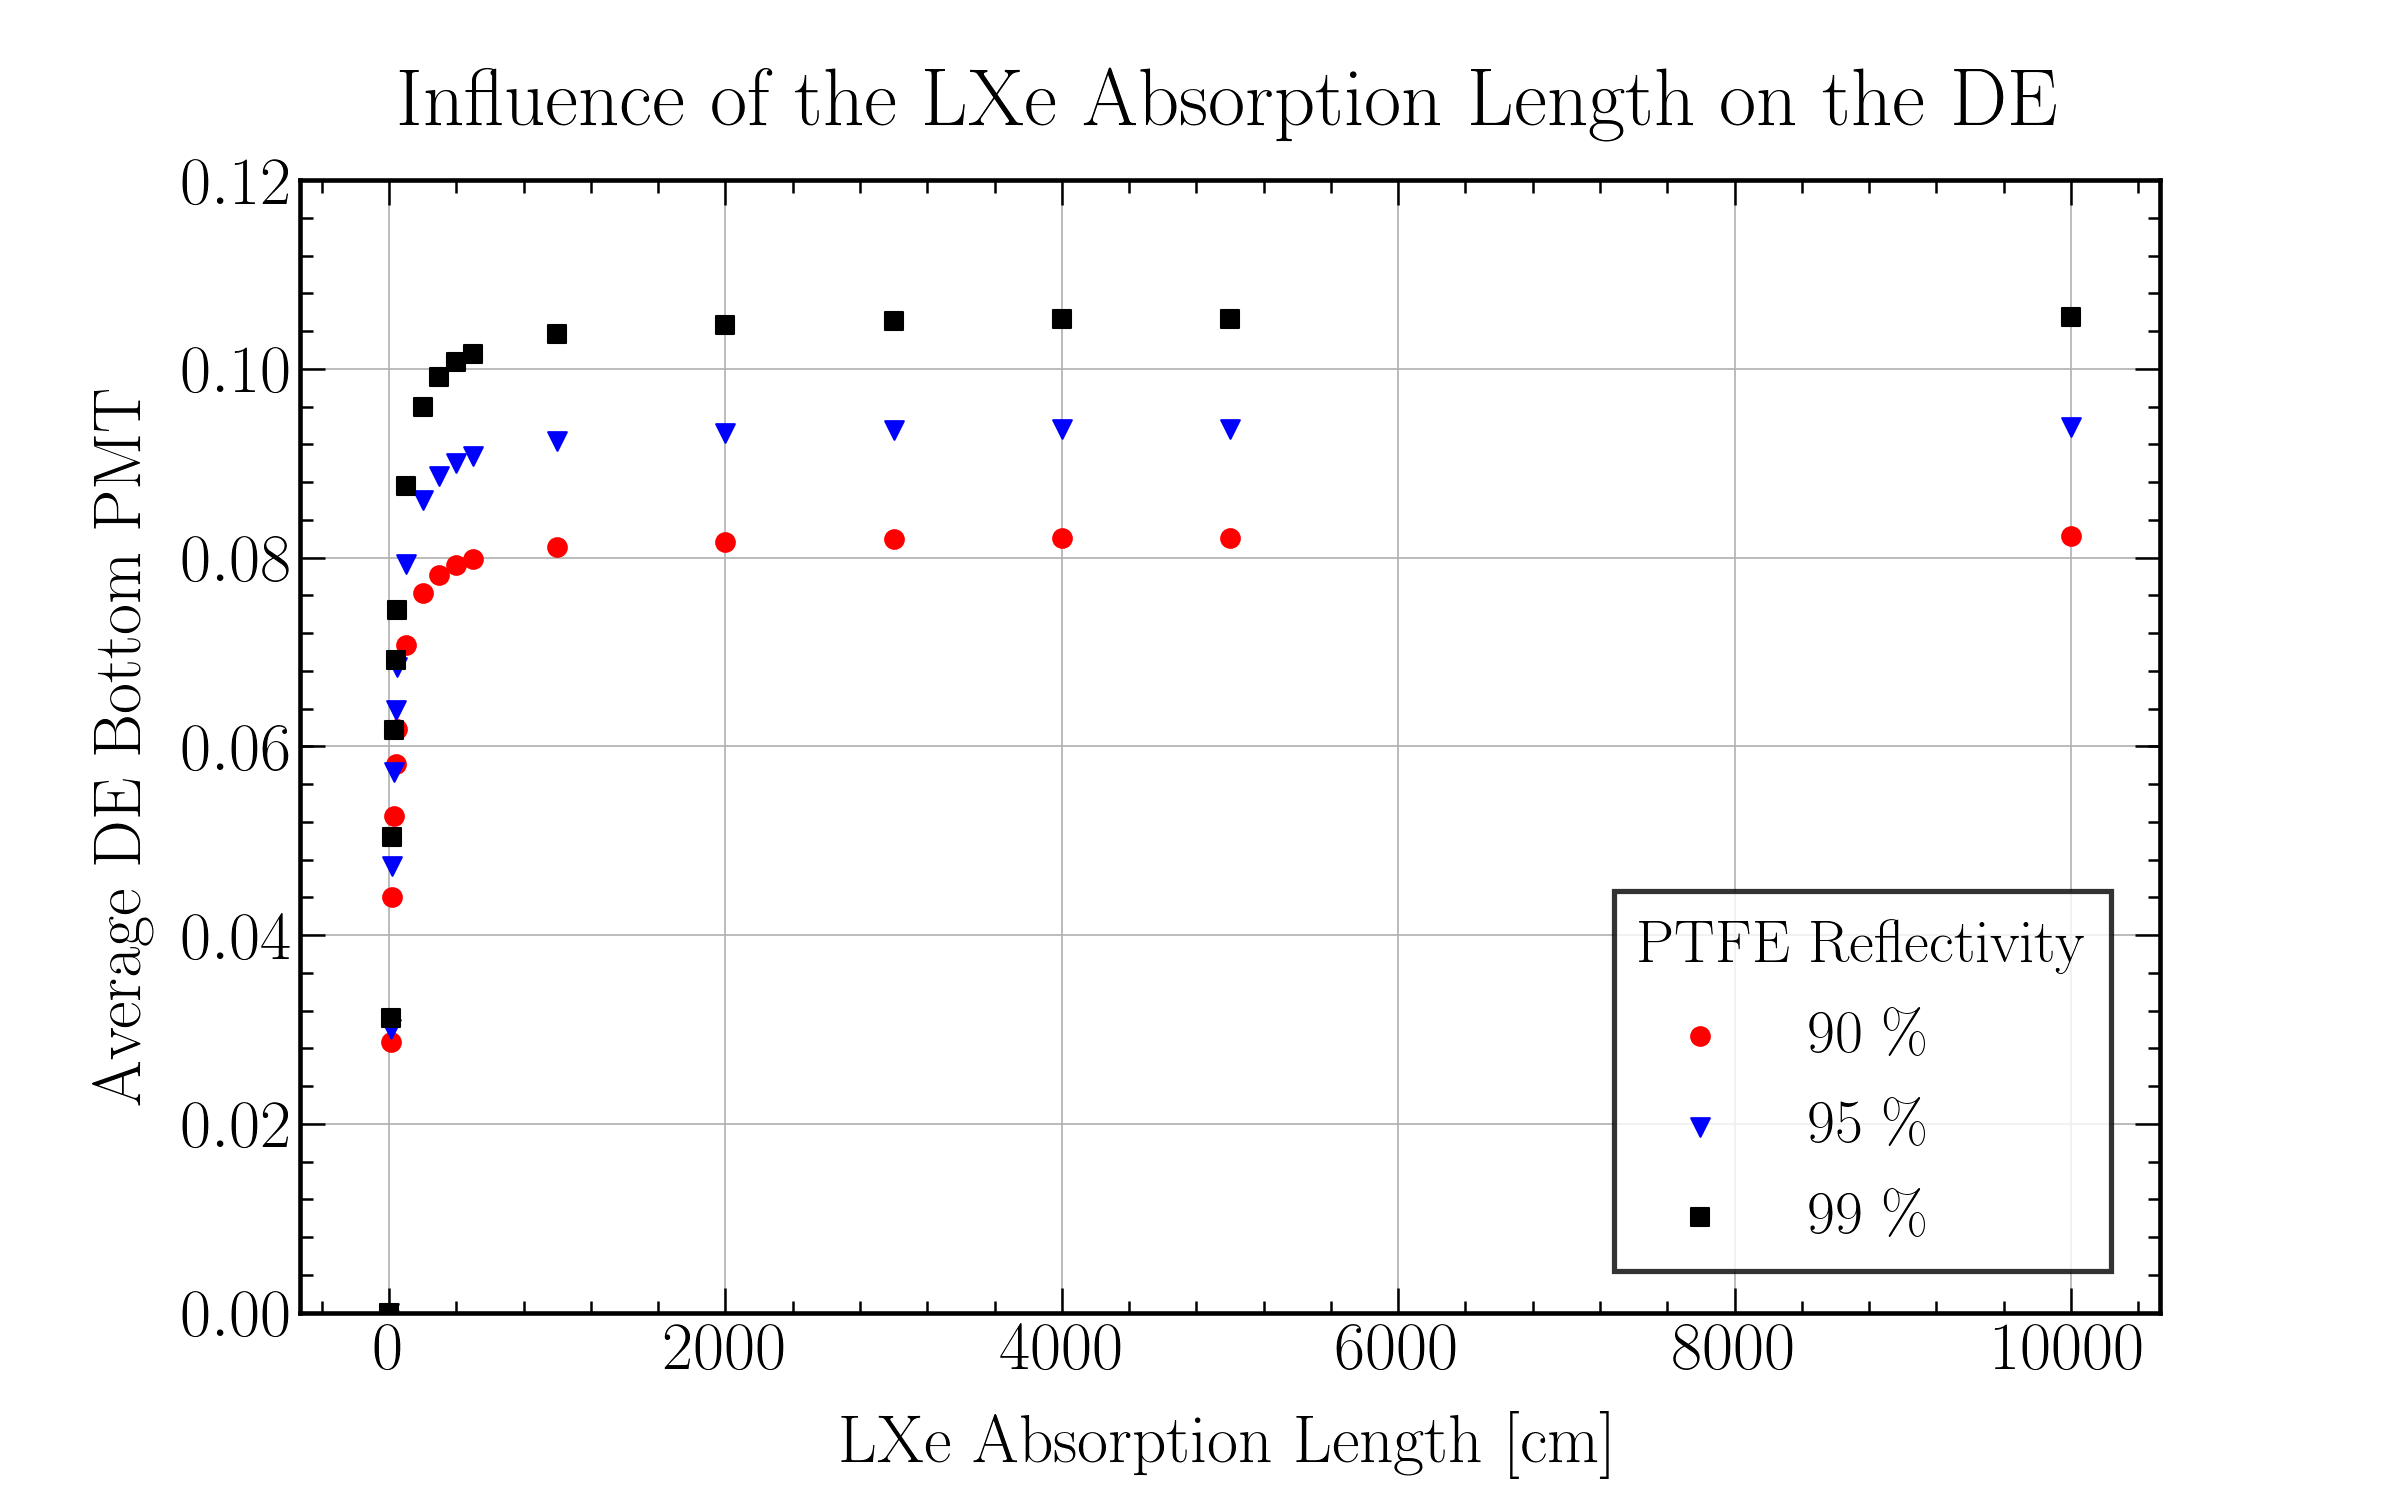 Influence of the LXe Absorption Length on the DE
0.12
0.10
0.08
0.06
0.04
0.02
0.00
Average DE Bottom PMT
PTFE Reflectivity
90 %
95 %
99 %
0 2000 4000 6000 8000 10000
LXe Absorption Length [cm]